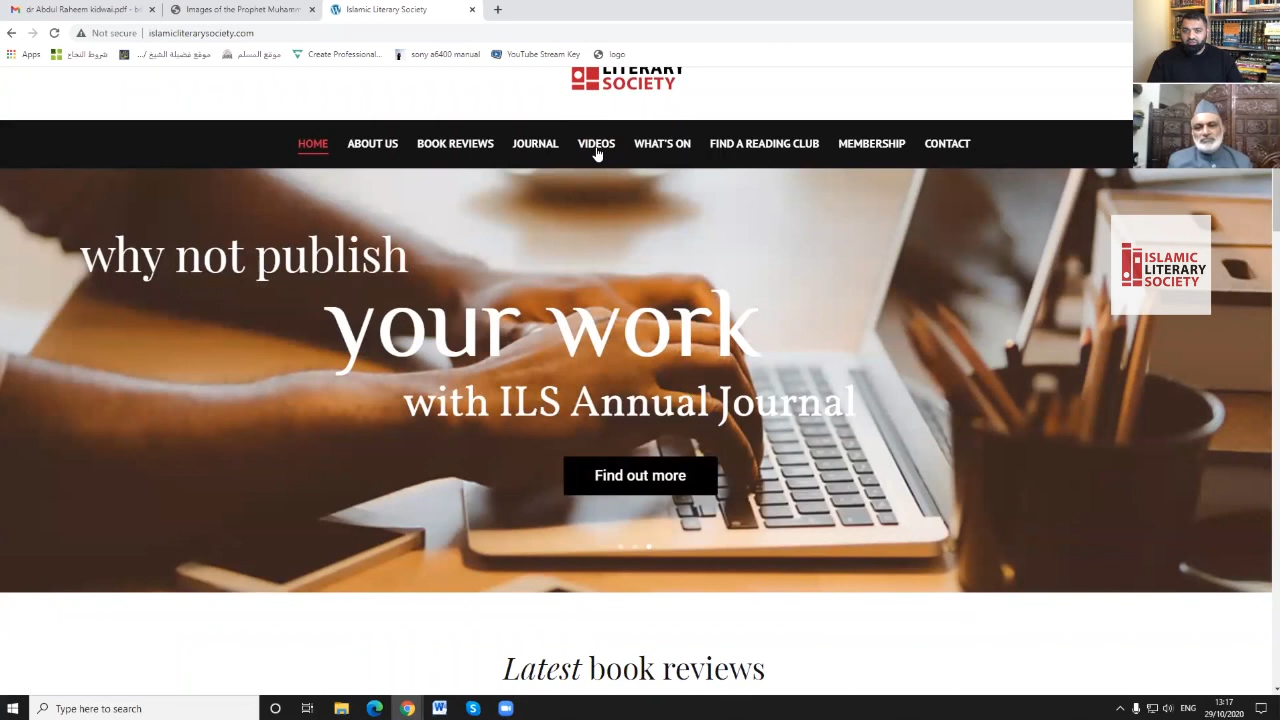 dr Abdul Raheem kidwai.pdf - b
Images of the Prophet Muhamm
Islamic Literary Society
Not secure
islamicliterarysociety.com
Apps
شروط النجاح
موقع فضيلة الشيخ
موقع المسلم
Create Professional...
sony a6400 manual
YouTube Stream Key
logo
LITERARY
SOCIETY
HOME
ABOUT US
BOOK REVIEWS
JOURNAL
VIDEOS
WHAT'S ON
FIND A READING CLUB
MEMBERSHIP
CONTACT
why not publish
your work
with ILS Annual Journal
Find out more
ISLAMIC
LITERARY
SOCIETY
Latest book reviews
Type here to search
ENG
13:17
29/10/2020